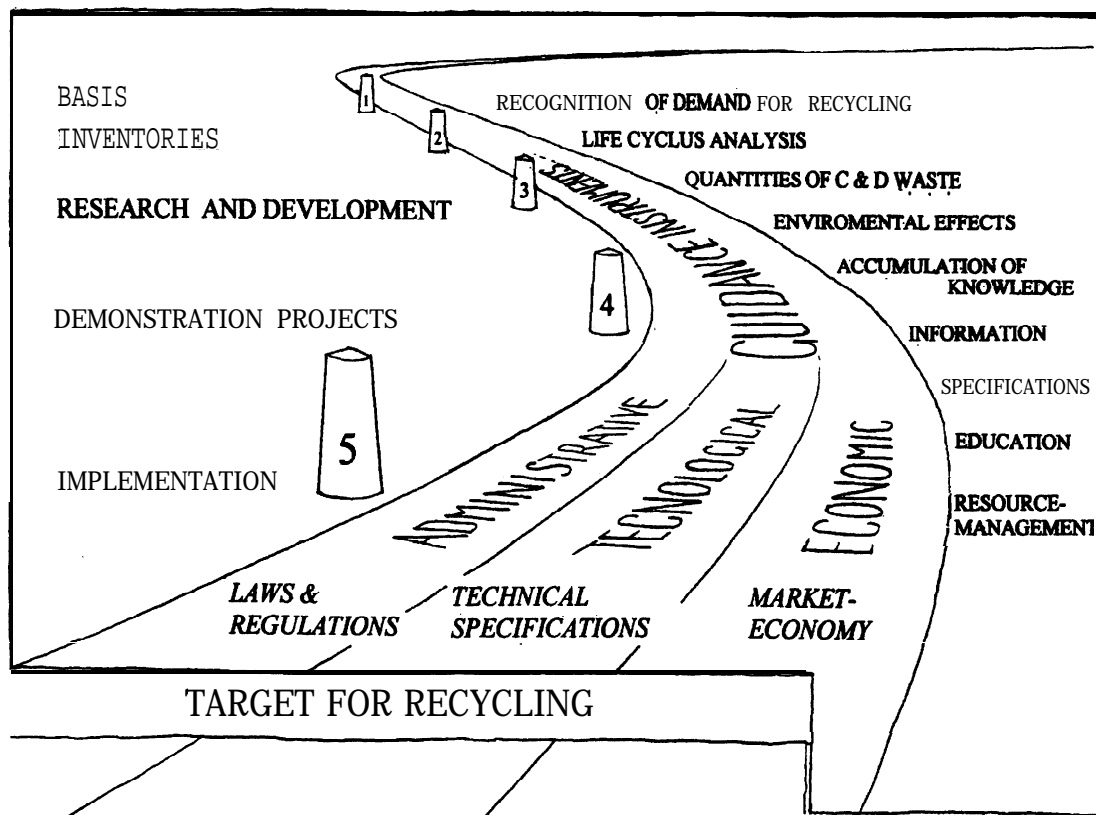 BASIS
1
RECOGNITION OF DEMAND FOR RECYCLING
INVENTORIES
2
LIFE CYCLUS ANALYSIS
3
QUANTITIES OF C & D WASTE
RESEARCH AND DEVELOPMENT
ENVIROMENTAL EFFECTS
GUIDANCE INSTRUMENTS
ACCUMULATION OF
KNOWLEDGE
4
DEMONSTRATION PROJECTS
INFORMATION
SPECIFICATIONS
5
EDUCATION
IMPLEMENTATION
ADMINISTRATIVE
TECNOLOGICAL
ECONOMIC
RESOURCE-
MANAGEMENT
LAWS &
REGULATIONS
TECHNICAL
SPECIFICATIONS
MARKET-
ECONOMY
TARGET FOR RECYCLING